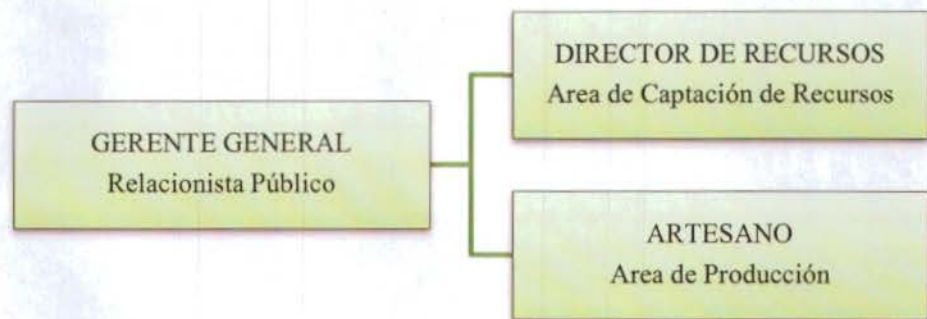 GERENTE GENERAL
Relacionista Público
DIRECTOR DE RECURSOS
Area de Captación de Recursos
ARTESANO
Area de Producción